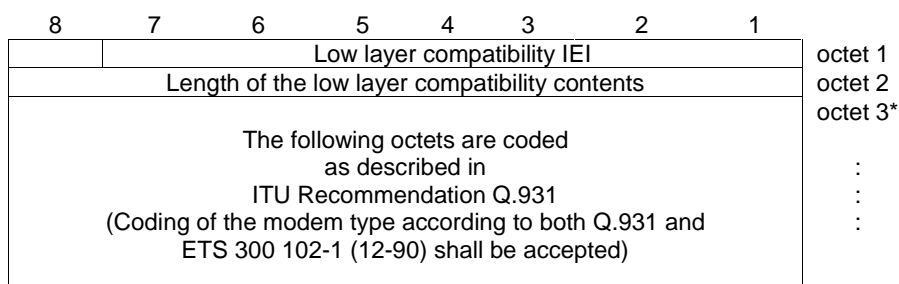 8 7 6 5 4 3 2 1
Low layer compatibility IEI octet 1
Length of the low layer compatibility contents octet 2
octet 3*
The following octets are coded
as described in :
ITU Recommendation Q.931 :
(Coding of the modem type according to both Q.931 and :
ETS 300 102-1 (12-90) shall be accepted)